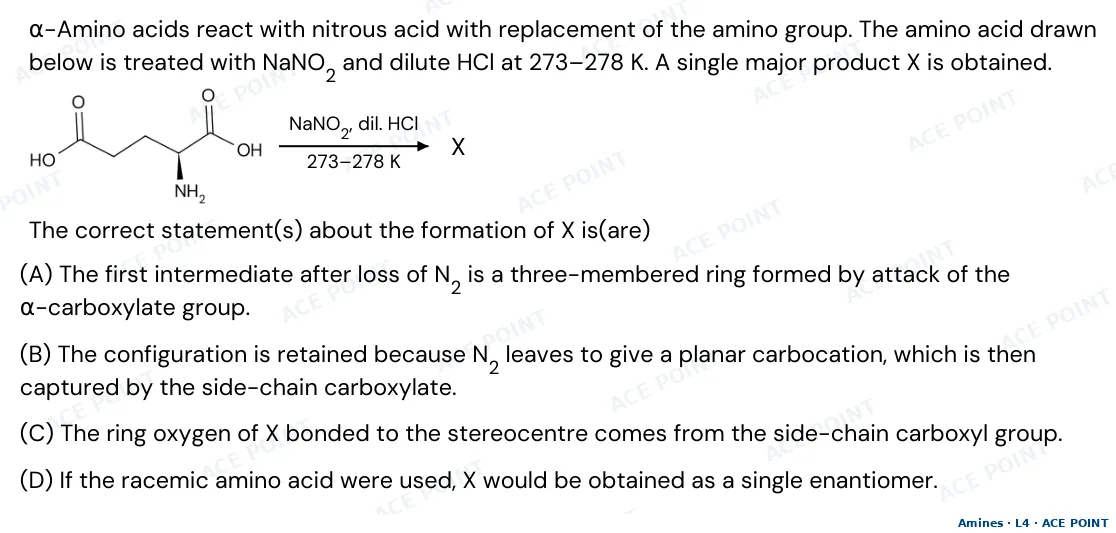 α–Amino acids react with nitrous acid with replacement of the amino group. The amino acid drawn
below is treated with NaNO2 and dilute HCl at 273–278 K. A single major product X is obtained.
O
O
HO
OH
NH2
NaNO2, dil. HCl
273–278 K
X
The correct statement(s) about the formation of X is(are)
(A) The first intermediate after loss of N2 is a three–membered ring formed by attack of the
α–carboxylate group.
(B) The configuration is retained because N2 leaves to give a planar carbocation, which is then
captured by the side–chain carboxylate.
(C) The ring oxygen of X bonded to the stereocentre comes from the side–chain carboxyl group.
(D) If the racemic amino acid were used, X would be obtained as a single enantiomer.
Amines · L4 · ACE POINT